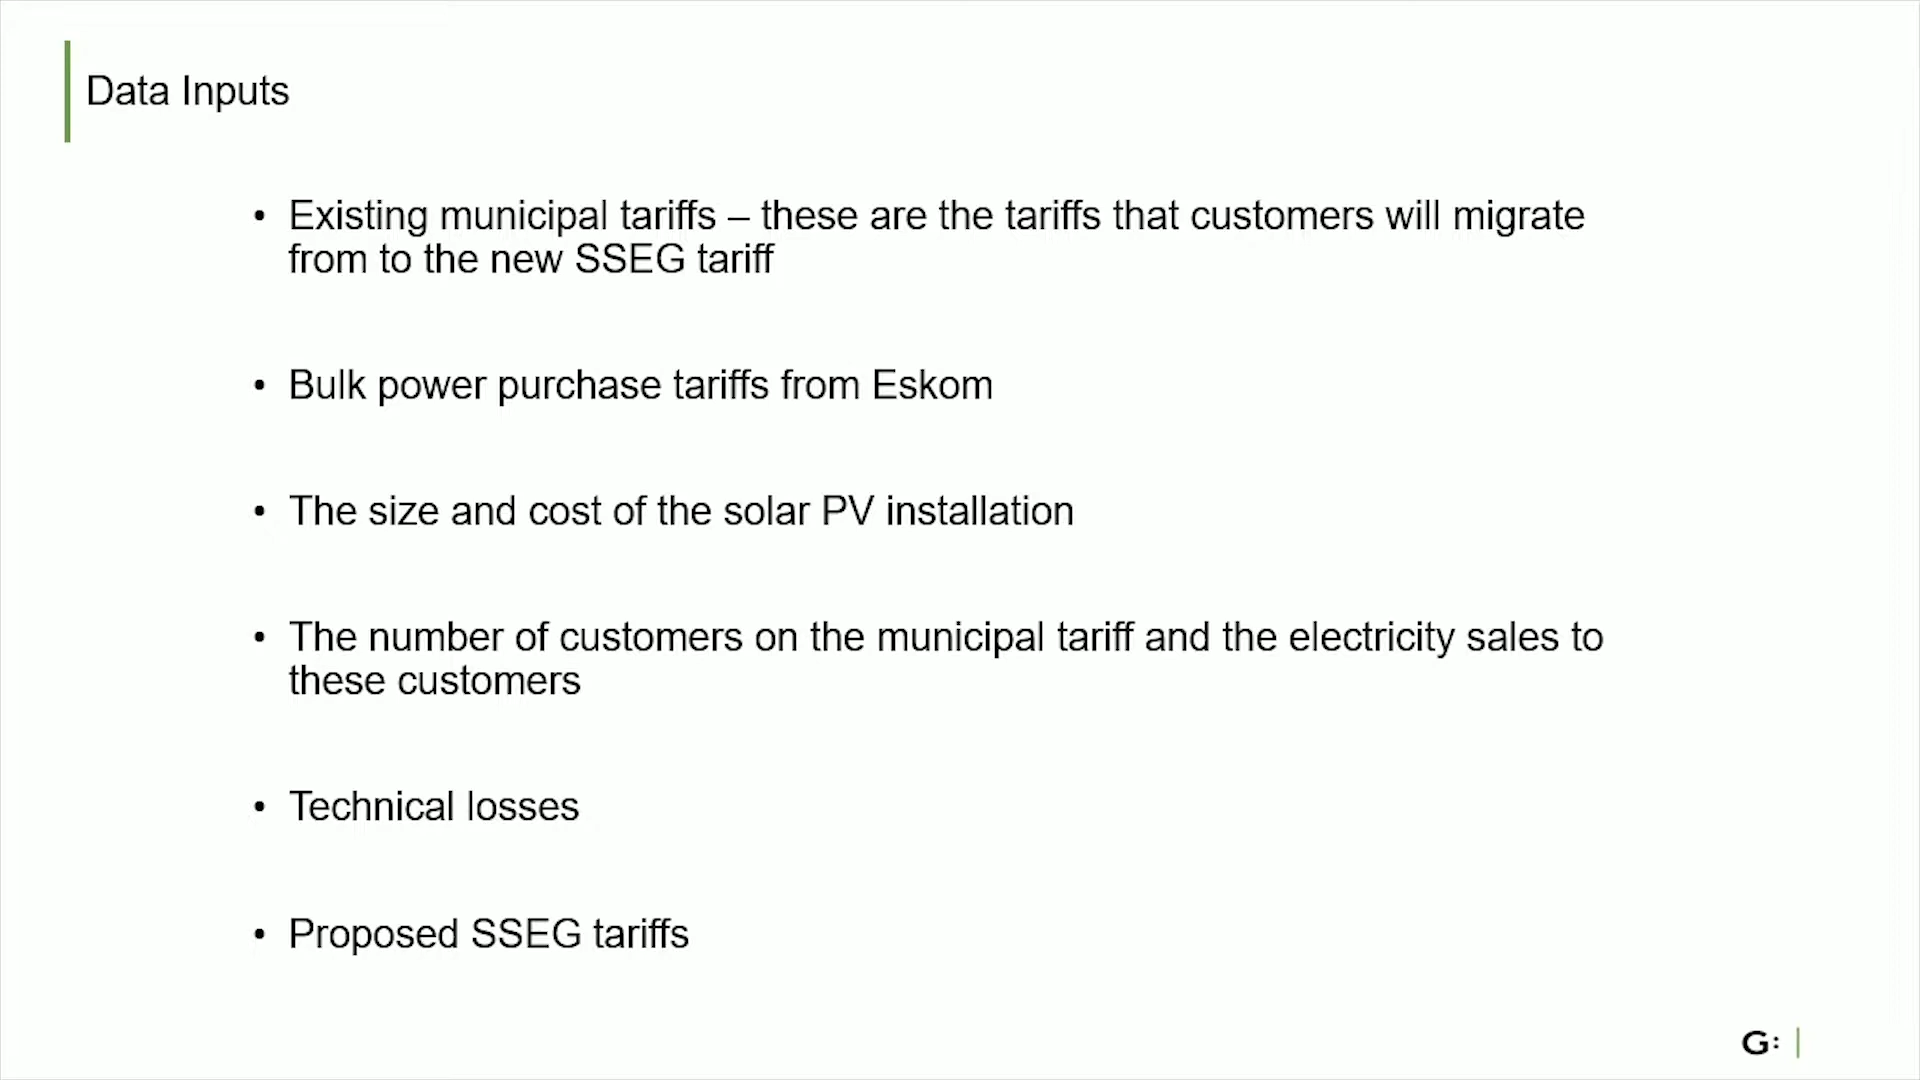 Data Inputs
• Existing municipal tariffs – these are the tariffs that customers will migrate
from to the new SSEG tariff
• Bulk power purchase tariffs from Eskom
• The size and cost of the solar PV installation
• The number of customers on the municipal tariff and the electricity sales to
these customers
• Technical losses
• Proposed SSEG tariffs
G: